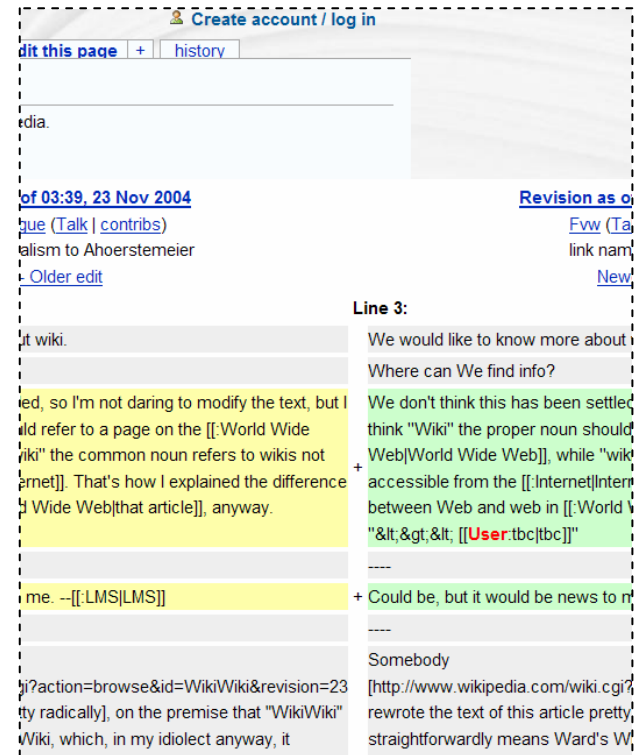 Create account / log in
dit this page + history
edia.
of 03:39, 23 Nov 2004 Revision as o
gue (Talk | contribs) Fvw (Ta
alism to Ahoerstemeier link nam
- Older edit New
Line 3:
ut wiki. We would like to know more about
Where can We find info?
ed, so I'm not daring to modify the text, but I We don't think this has been settled
uld refer to a page on the [[:World Wide think "Wiki" the proper noun should
viki" the common noun refers to wikis not Web|World Wide Web]], while "wik
ernet]]. That's how I explained the difference + accessible from the [[:Internet|Intern
d Wide Web|that article]], anyway. between Web and web in [[:World W
"&lt;&gt;&lt; [[User:tbc|tbc]]"
----
me. --[[:LMS|LMS]] + Could be, but it would be news to m
----
Somebody
gi?action=browse&id=WikiWiki&revision=23 [http://www.wikipedia.com/wiki.cgi?
tty radically], on the premise that "WikiWiki" rewrote the text of this article pretty
Wiki, which, in my idiolect anyway, it straightforwardly means Ward's W